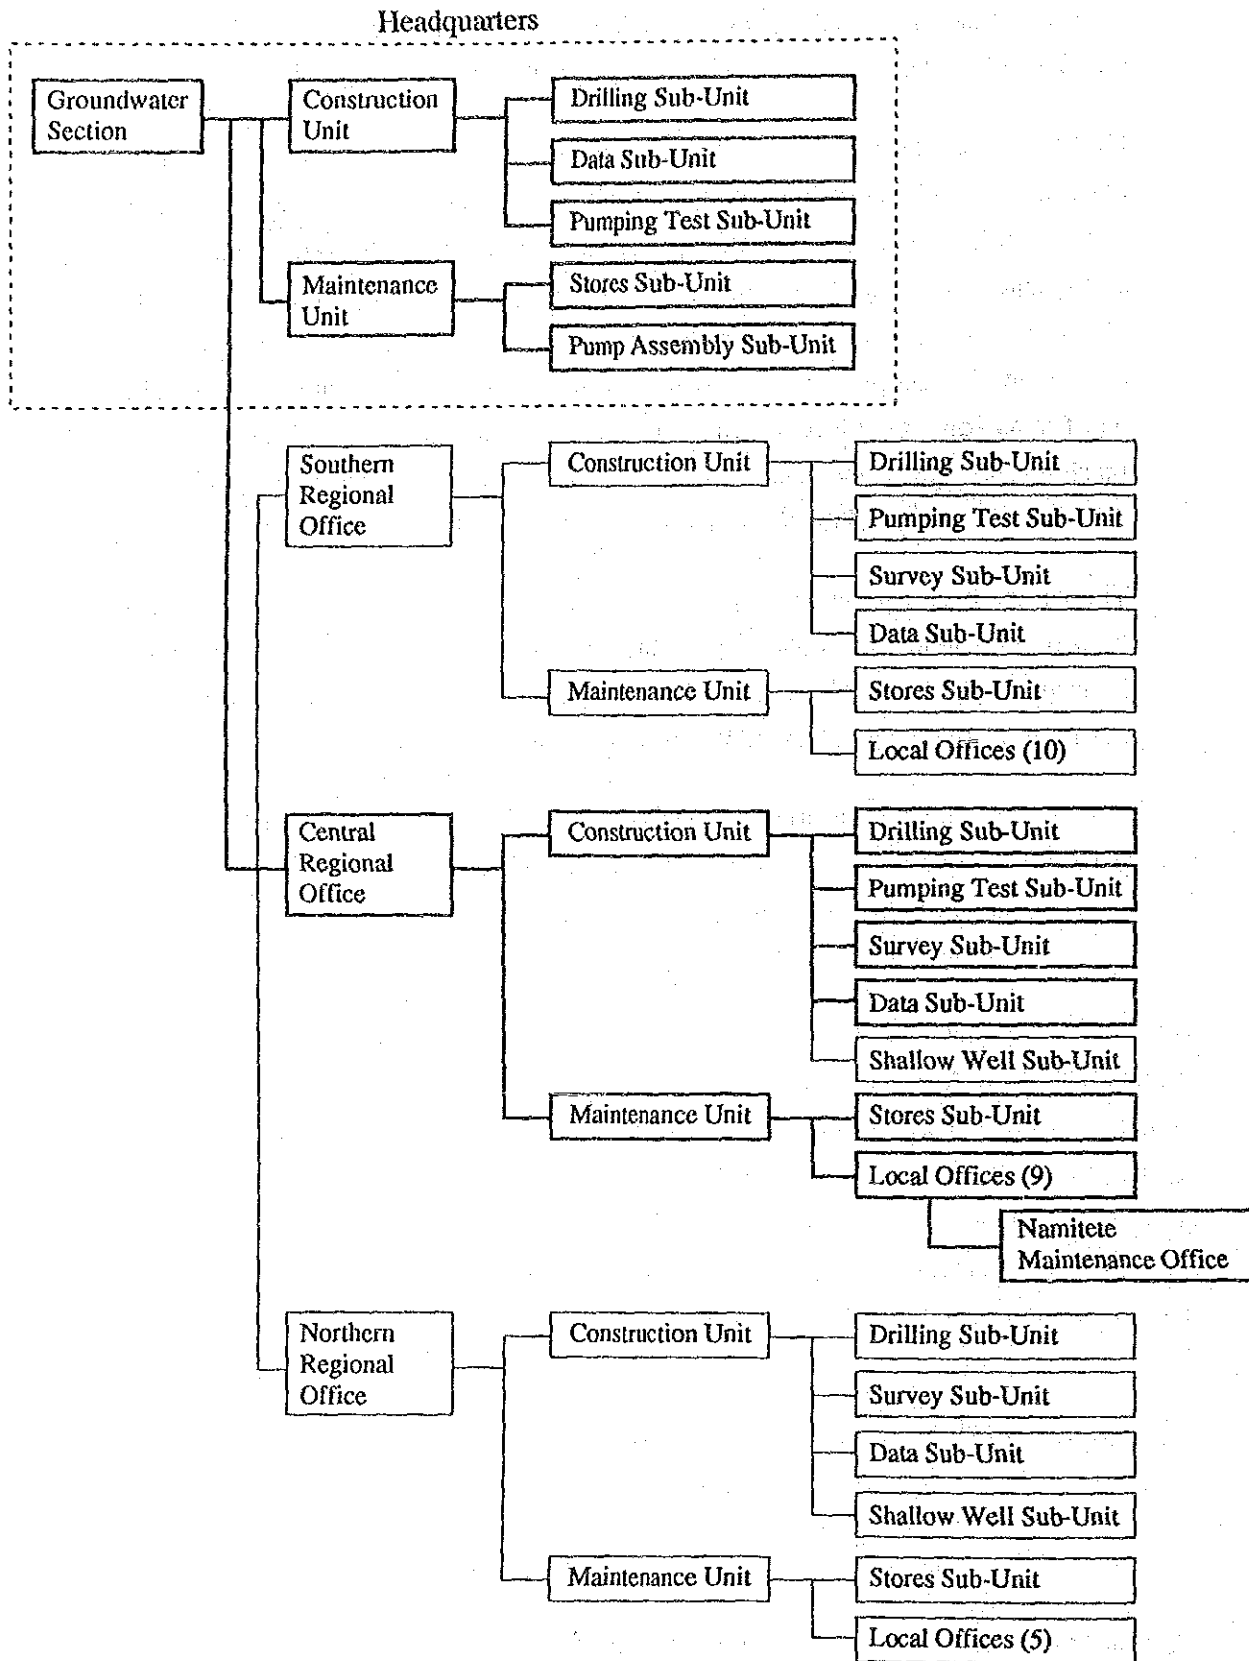 Headquarters
Groundwater
Section
Construction
Unit
Drilling Sub-Unit
Data Sub-Unit
Pumping Test Sub-Unit
Maintenance
Unit
Stores Sub-Unit
Pump Assembly Sub-Unit
Southern
Regional
Office
Construction Unit
Drilling Sub-Unit
Pumping Test Sub-Unit
Survey Sub-Unit
Data Sub-Unit
Maintenance Unit
Stores Sub-Unit
Local Offices (10)
Central
Regional
Office
Construction Unit
Drilling Sub-Unit
Pumping Test Sub-Unit
Survey Sub-Unit
Data Sub-Unit
Shallow Well Sub-Unit
Maintenance Unit
Stores Sub-Unit
Local Offices (9)
Namitete
Maintenance Office
Northern
Regional
Office
Construction Unit
Drilling Sub-Unit
Survey Sub-Unit
Data Sub-Unit
Shallow Well Sub-Unit
Maintenance Unit
Stores Sub-Unit
Local Offices (5)